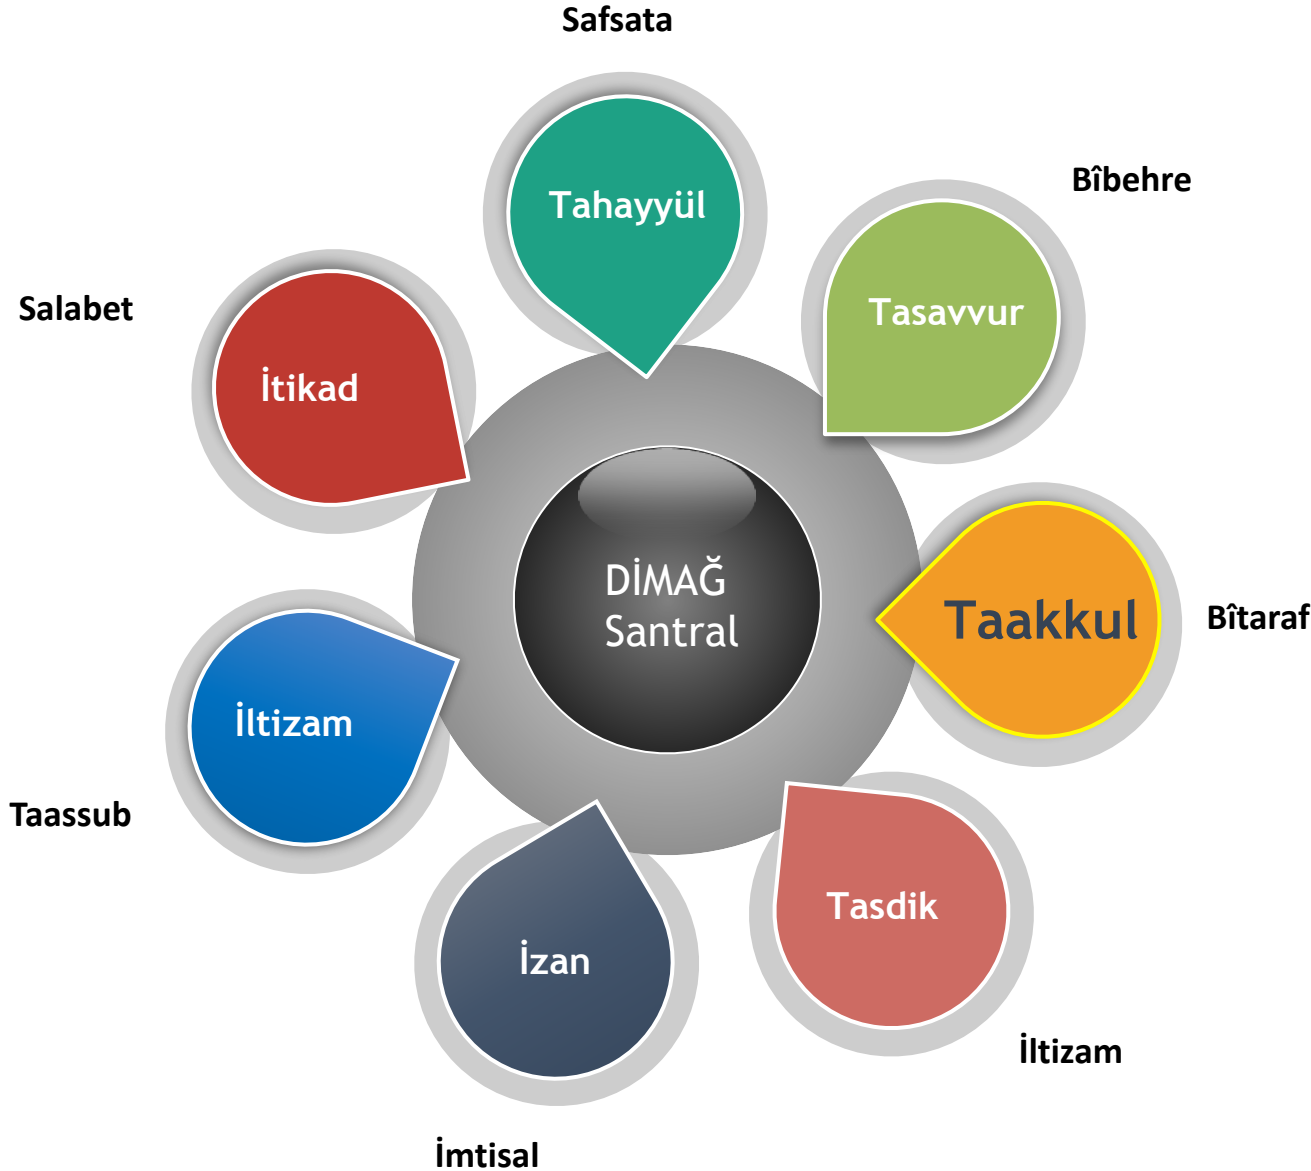 Safsata
Tahayyül
Bîbehre
Tasavvur
Salabet
İtikad
DİMAĞ
Santral
Taakkul
Bîtaraf
İltizam
Taassub
Tasdik
İltizam
İzan
İmtisal